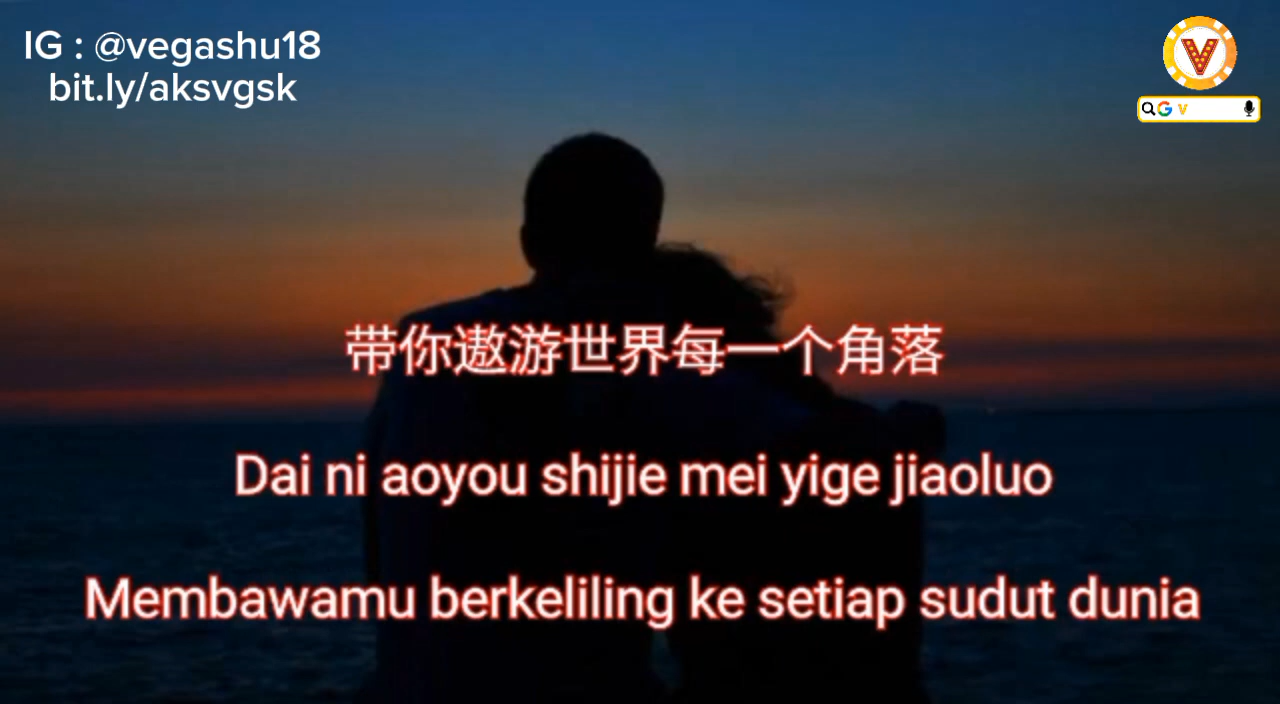 IG : @vegashu18
bit.ly/aksvgsk
V
G V
带你遨游世界每一个角落
Dai ni aoyou shijie mei yige jiaoluo
Membawamu berkeliling ke setiap sudut dunia